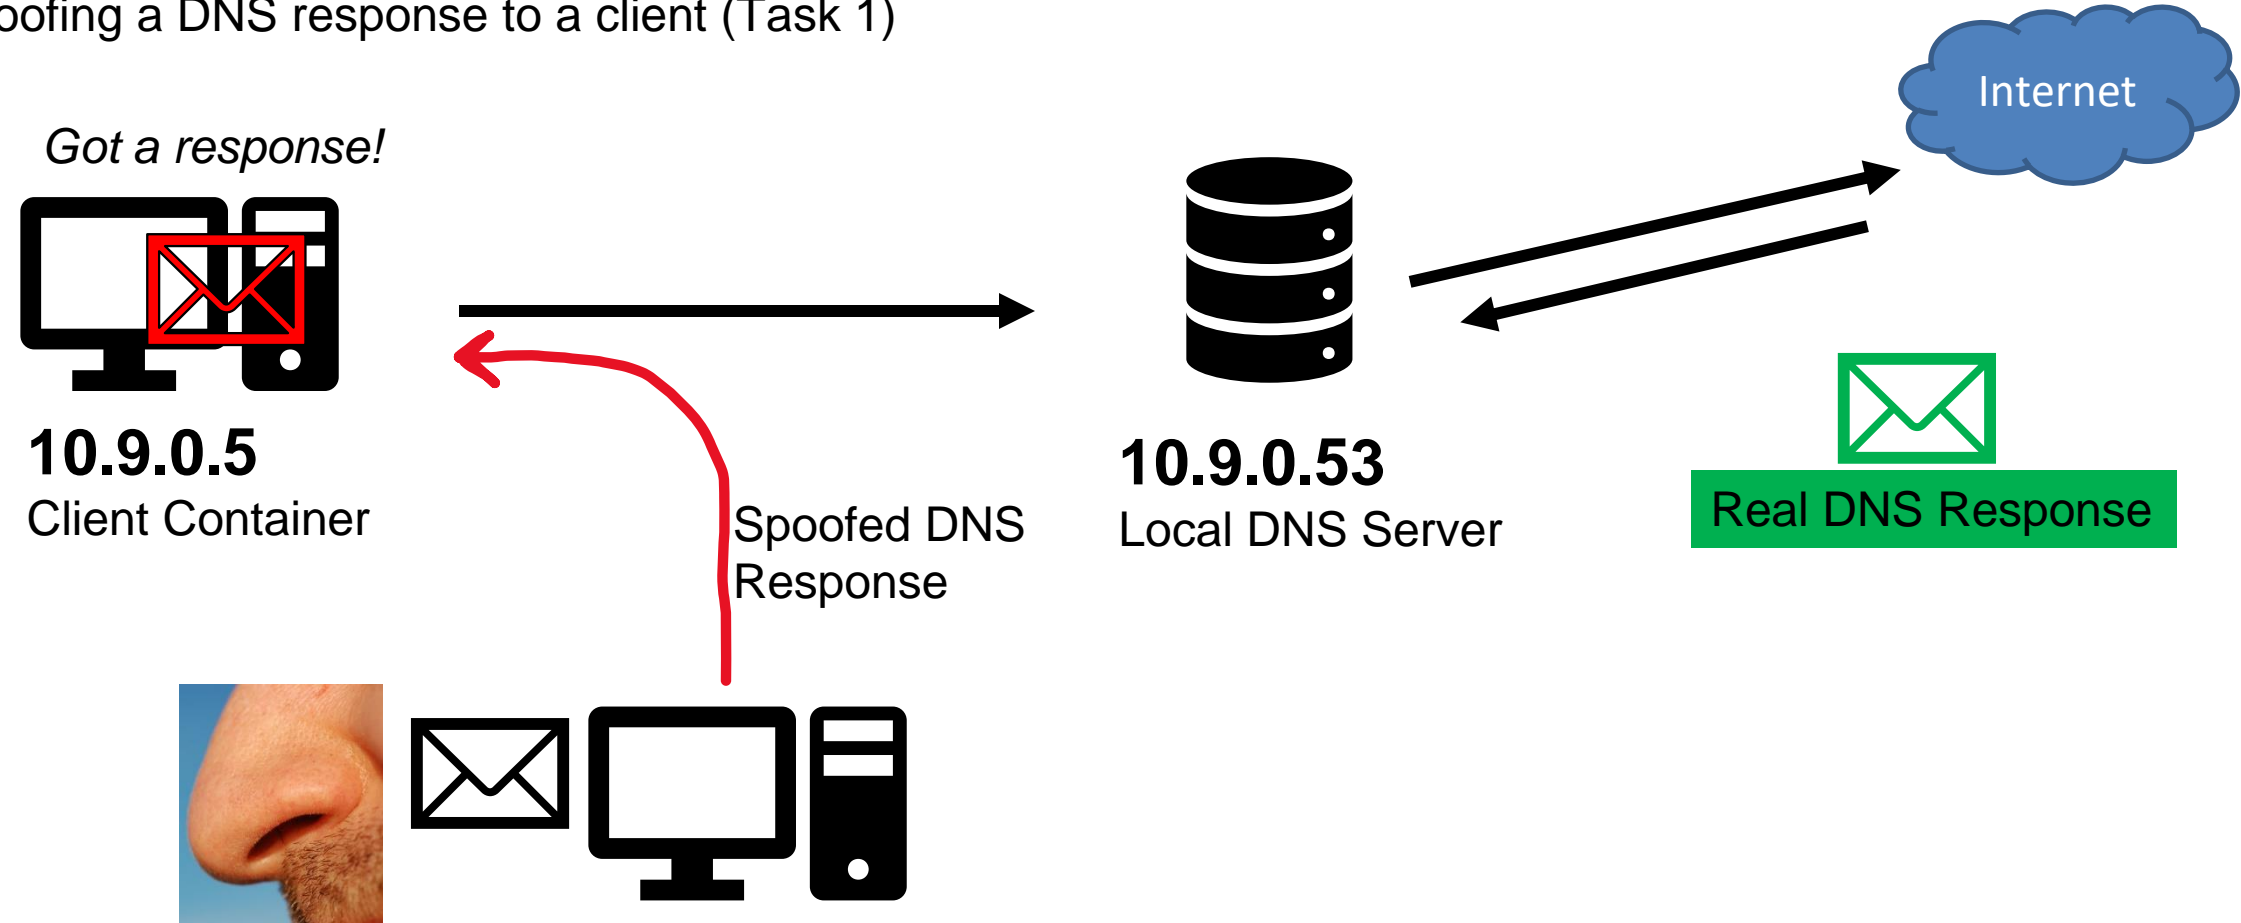 oofing a DNS response to a client (Task 1)
Internet
Got a response!
10.9.0.5
Client Container
10.9.0.53
Local DNS Server
Real DNS Response
Spoofed DNS
Response